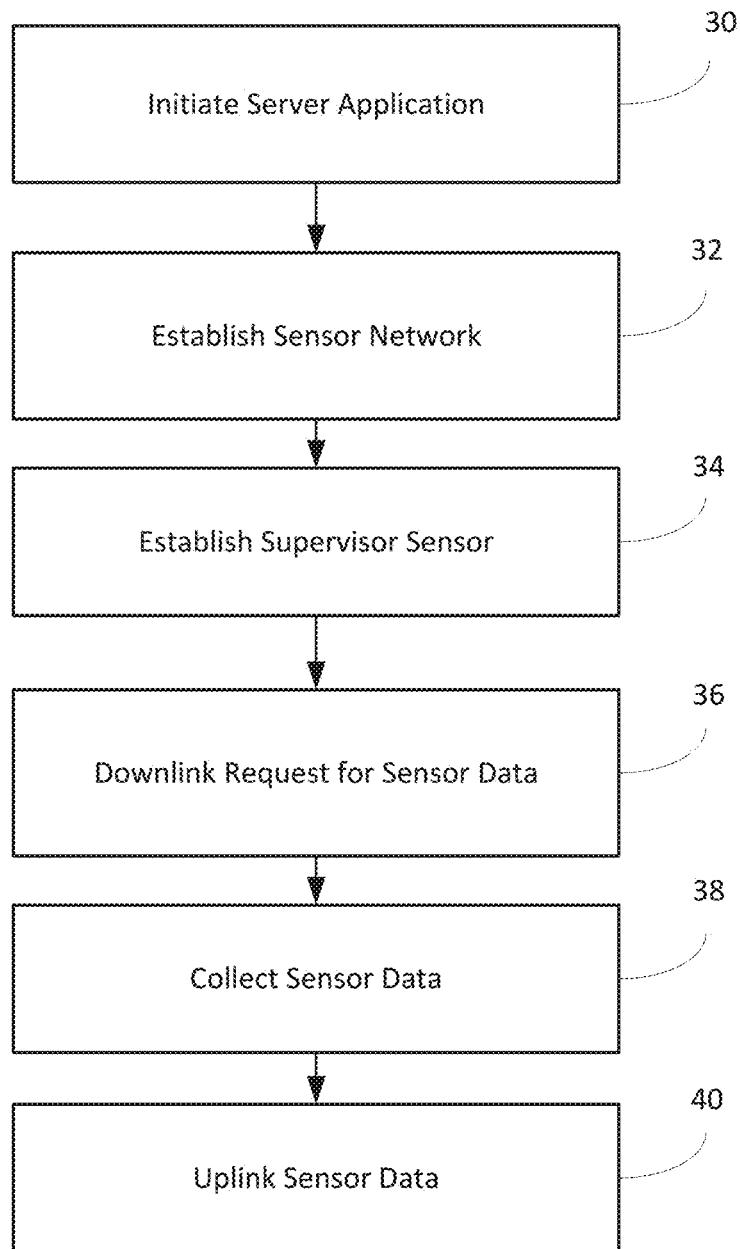 30
Initiate Server Application
32
Establish Sensor Network
34
Establish Supervisor Sensor
36
Downlink Request for Sensor Data
38
Collect Sensor Data
40
Uplink Sensor Data